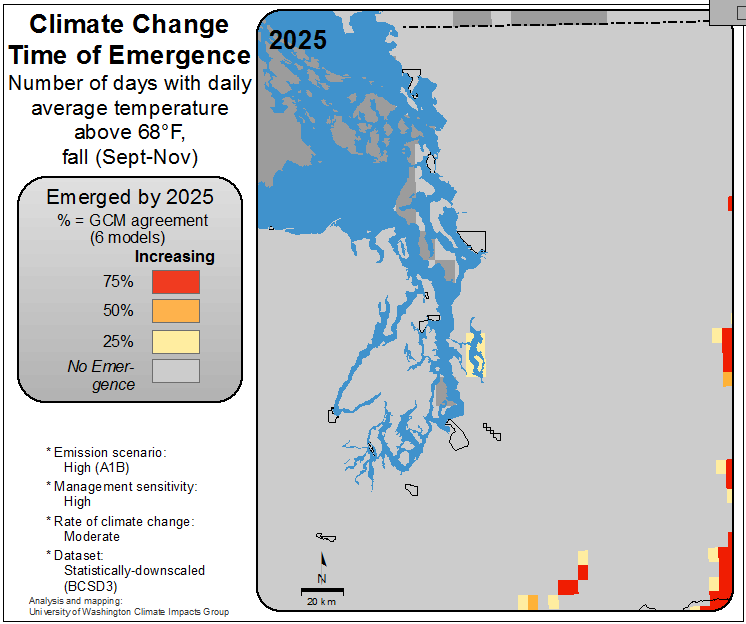 Climate Change
Time of Emergence
Number of days with daily
average temperature
above 68°F,
fall (Sept-Nov)
Emerged by 2025
% = GCM agreement
(6 models)
Increasing
75%
50%
25%
No Emer-
gence
* Emission scenario:
High (A1B)
* Management sensitivity:
High
* Rate of climate change:
Moderate
* Dataset:
Statistically-downscaled
(BCSD3)
Analysis and mapping:
University of Washington Climate Impacts Group
2025
N
20 km